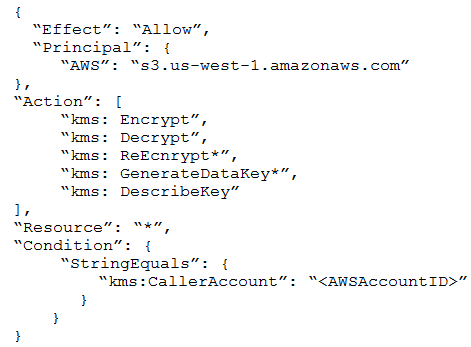 {
“Effect”: “Allow”,
“Principal”: {
“AWS”: “s3.us-west-1.amazonaws.com”
},
“Action”: [
“kms: Encrypt”,
“kms: Decrypt”,
“kms: ReEcnrypt*”,
“kms: GenerateDataKey*”,
“kms: DescribeKey”
],
“Resource”: “*”,
“Condition”: {
“StringEquals”: {
“kms:CallerAccount”: “<AWSAccountID>”
}
}
}